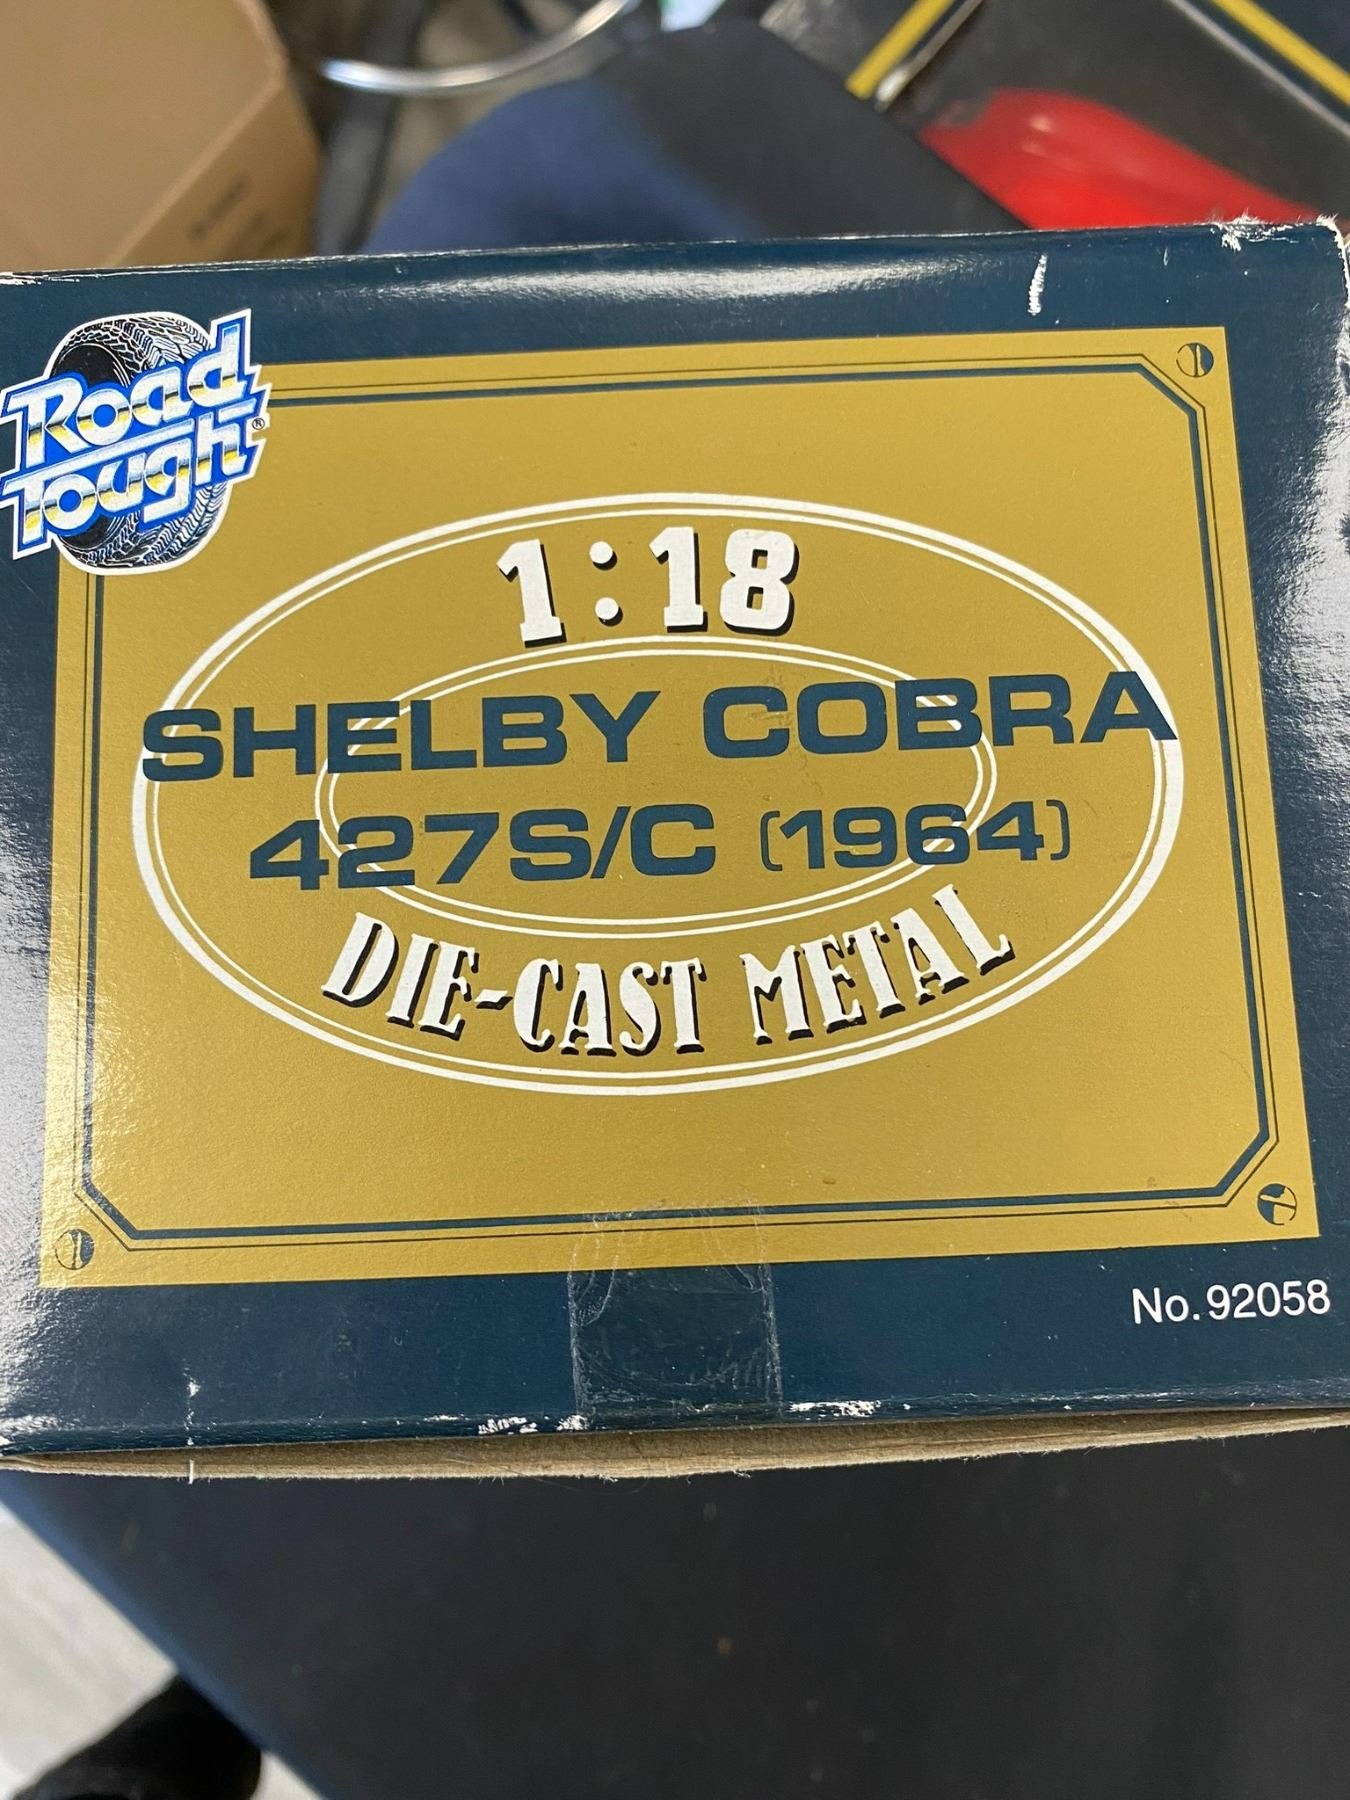 Road
Tough®
1:18
SHELBY COBRA
427S/C (1964)
DIE-CAST METAL
No. 92058